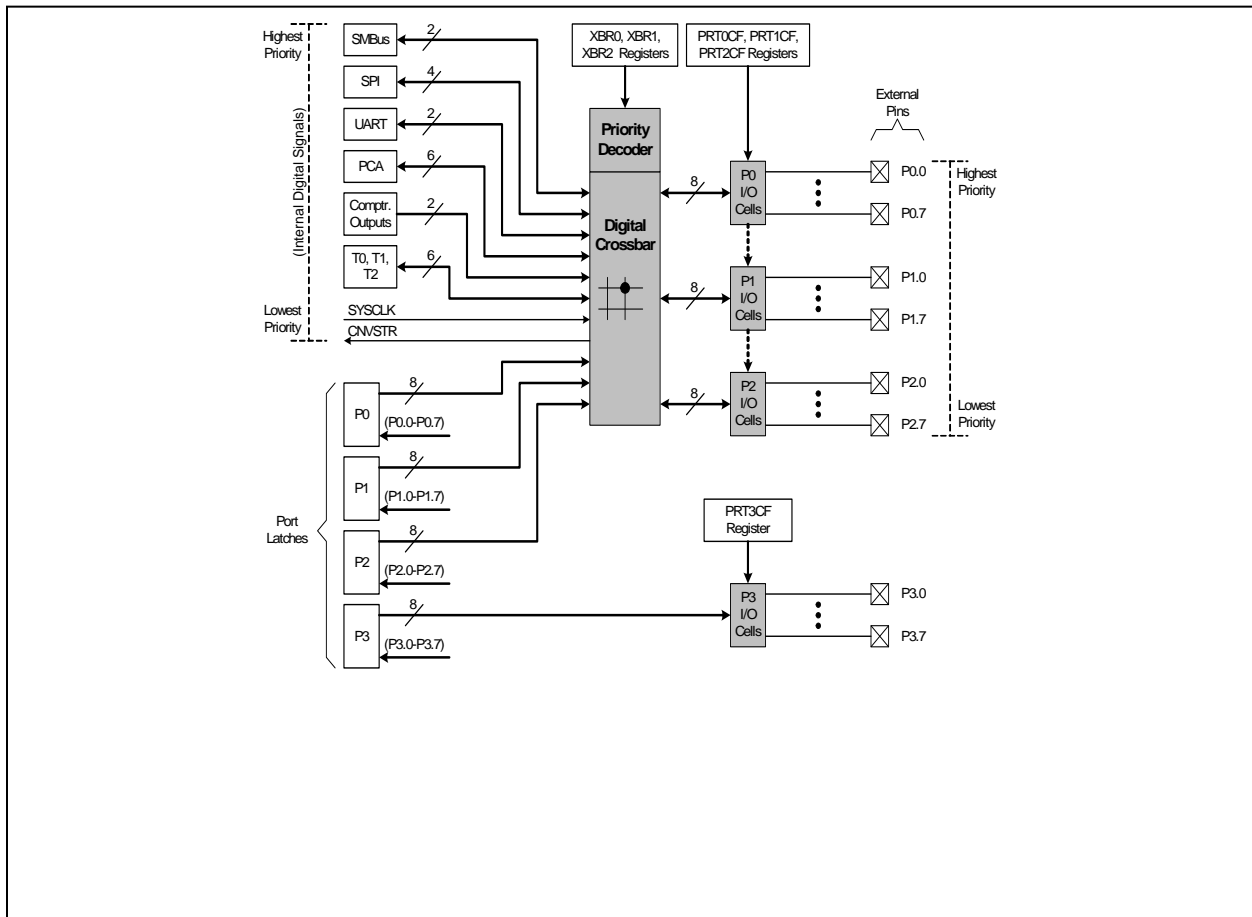 Highest
Priority
(Internal Digital Signals)
Lowest
Priority
SMBus
2
SPI
4
UART
2
PCA
6
Comptr.
Outputs
2
T0, T1,
T2
6
SYSCLK
CNVSTR
XBR0, XBR1,
XBR2 Registers
PRT0CF, PRT1CF,
PRT2CF Registers
Priority
Decoder
Digital
Crossbar
8
P0
I/O
Cells
8
P1
I/O
Cells
8
P2
I/O
Cells
External
Pins
P0.0
P0.7
P1.0
P1.7
P2.0
P2.7
Highest
Priority
Lowest
Priority
Port
Latches
P0
8
(P0.0-P0.7)
P1
8
(P1.0-P1.7)
P2
8
(P2.0-P2.7)
P3
8
(P3.0-P3.7)
PRT3CF
Register
P3
I/O
Cells
P3.0
P3.7